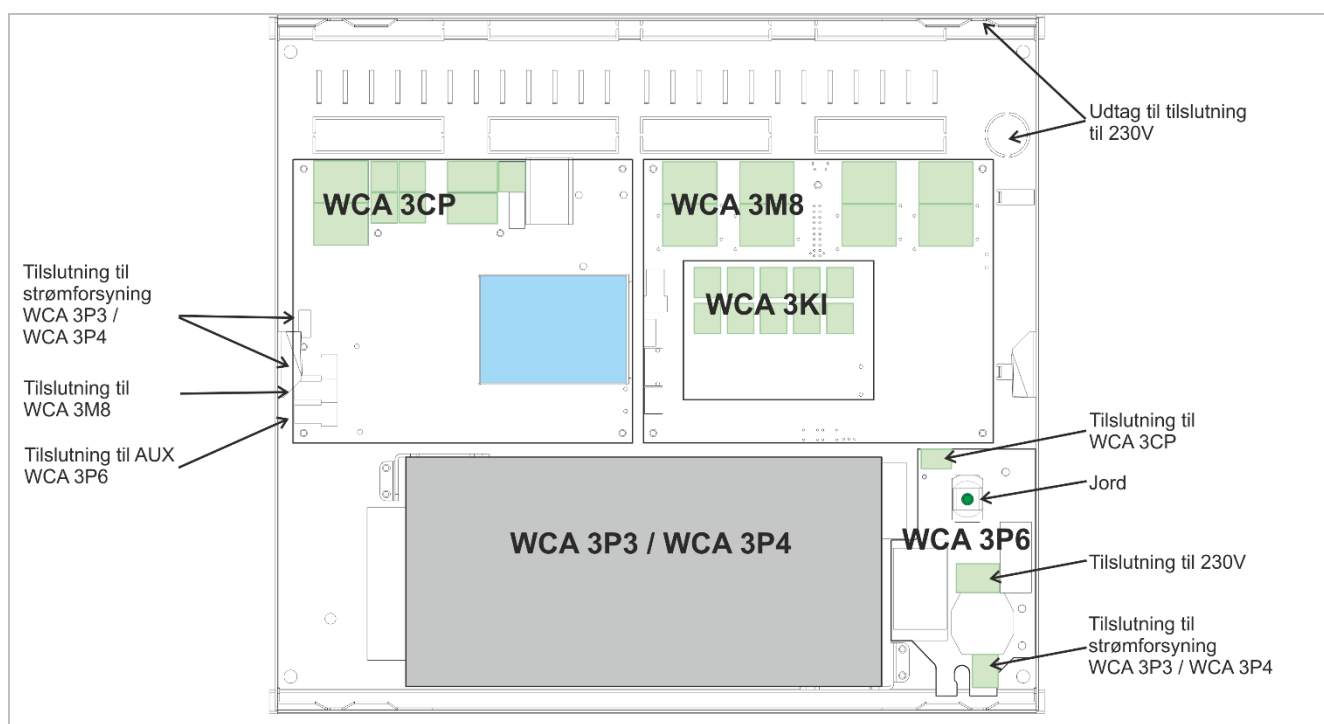 Udtag til tilslutning
til 230V
WCA 3CP
WCA 3M8
Tilslutning til
strømforsyning
WCA 3P3 /
WCA 3P4
WCA 3KI
Tilslutning til
WCA 3M8
Tilslutning til AUX
WCA 3P6
Tilslutning til
WCA 3CP
Jord
WCA 3P3 / WCA 3P4
WCA 3P6
Tilslutning til 230V
Tilslutning til
strømforsyning
WCA 3P3 / WCA 3P4